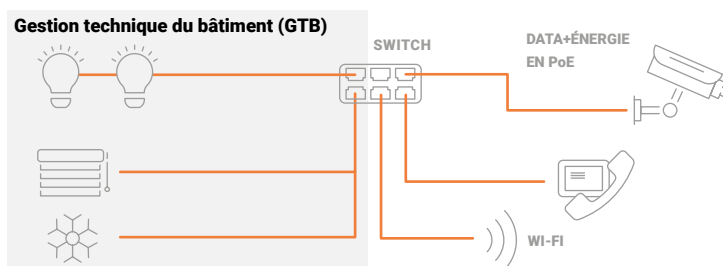 Gestion technique du bâtiment (GTB)
SWITCH
DATA+ÉNERGIE
EN PoE
WI-FI